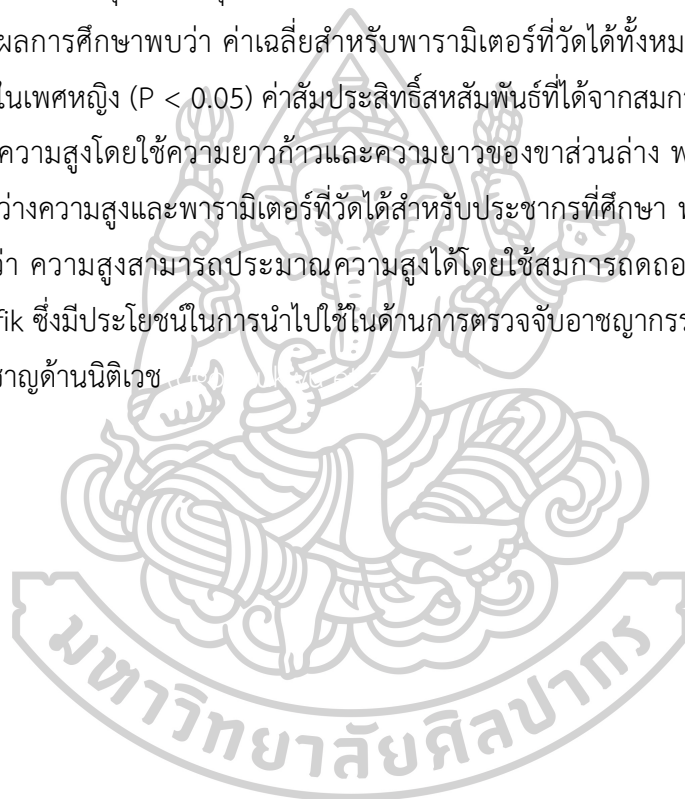 ผลการศึกษาพบว่า ค่าเฉลี่ยสำหรับพารามิเตอร์ที่วัดได้ทั้งหม
ในเพศหญิง (P < 0.05) ค่าสัมประสิทธิ์สหสัมพันธ์ที่ได้จากสมก
ความสูงโดยใช้ความยาวก้าวและความยาวของขาส่วนล่าง พ
ว่างความสูงและพารามิเตอร์ที่วัดได้สำหรับประชากรที่ศึกษา
ว่า ความสูงสามารถประมาณความสูงได้โดยใช้สมการถดถอ
fik ซึ่งมีประโยชน์ในการนำไปใช้ในด้านการตรวจจับอาชญากรร
ชาญด้านนิติเวช
มหาวิทยาลัยศิลปากร